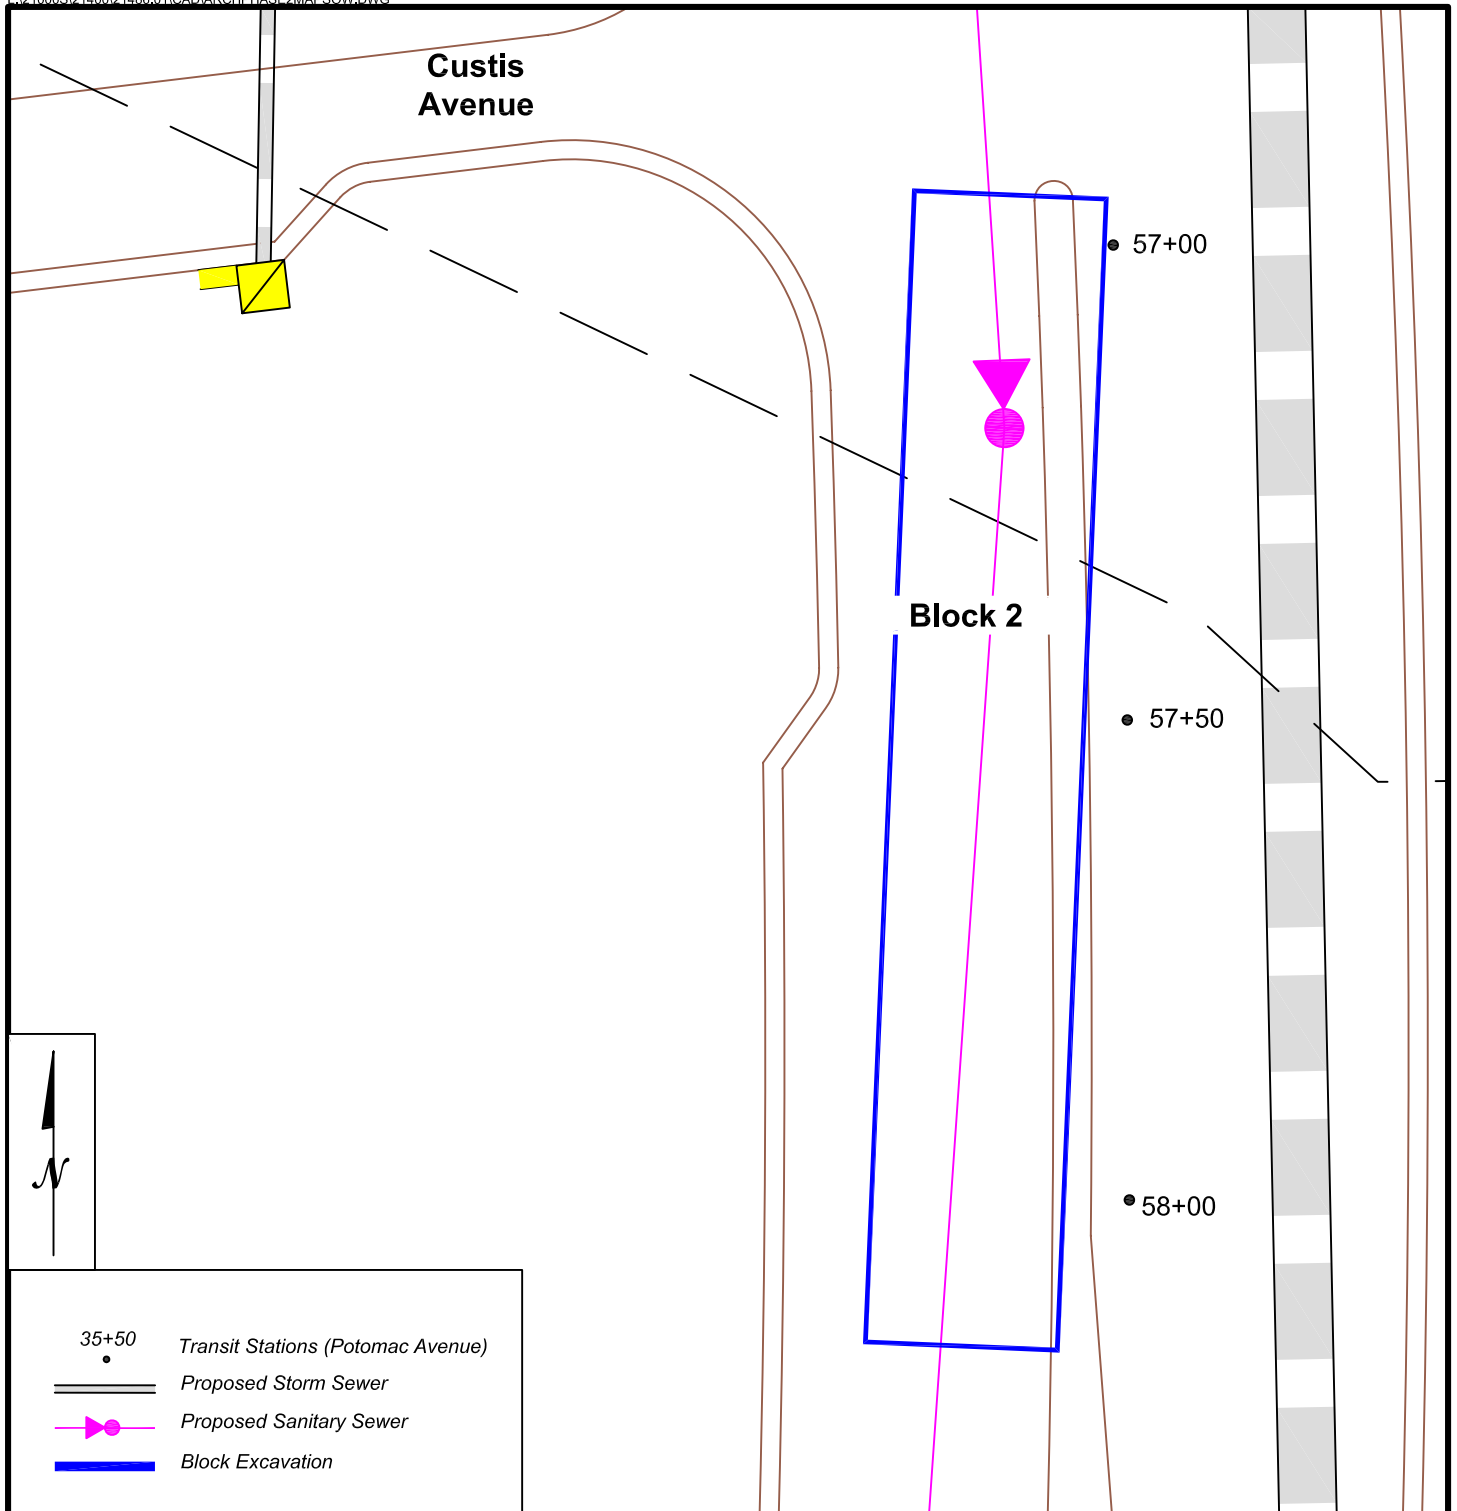 Custis
Avenue
57+00
Block 2
57+50
58+00
N
35+50
Transit Stations (Potomac Avenue)
Proposed Storm Sewer
Proposed Sanitary Sewer
Block Excavation